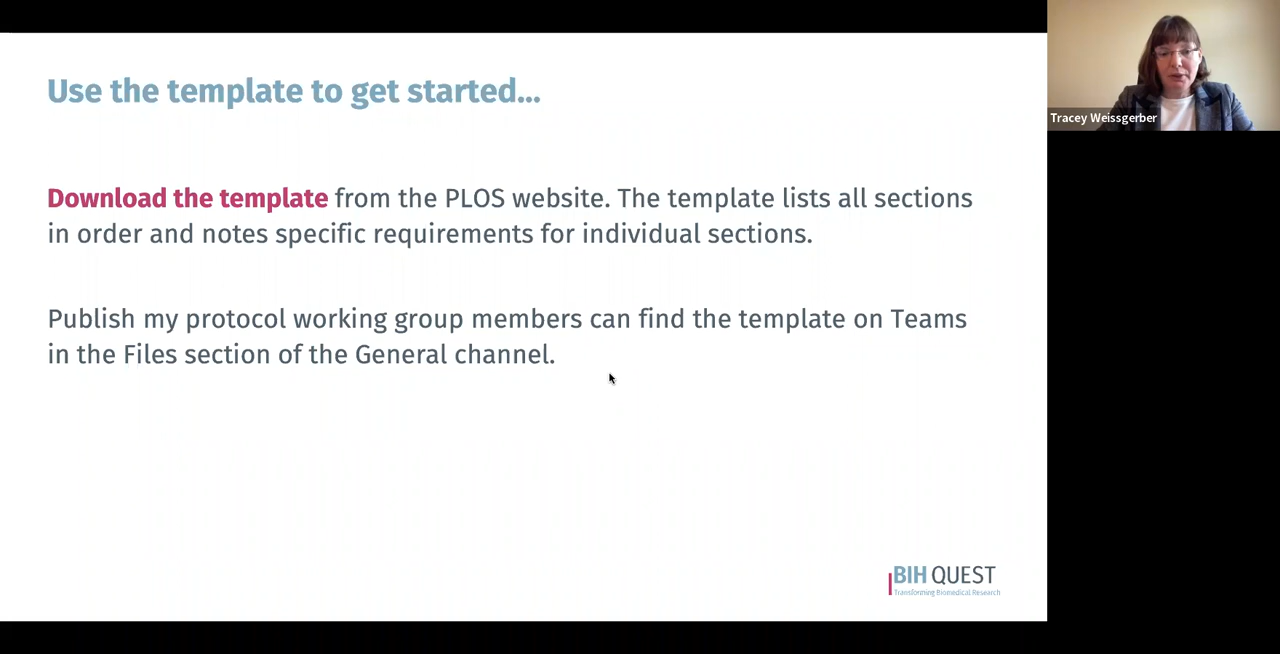 Use the template to get started...
Download the template from the PLOS website. The template lists all sections
in order and notes specific requirements for individual sections.
Publish my protocol working group members can find the template on Teams
in the Files section of the General channel.
BIH QUEST
Transforming Biomedical Research
Tracey Weissgerber